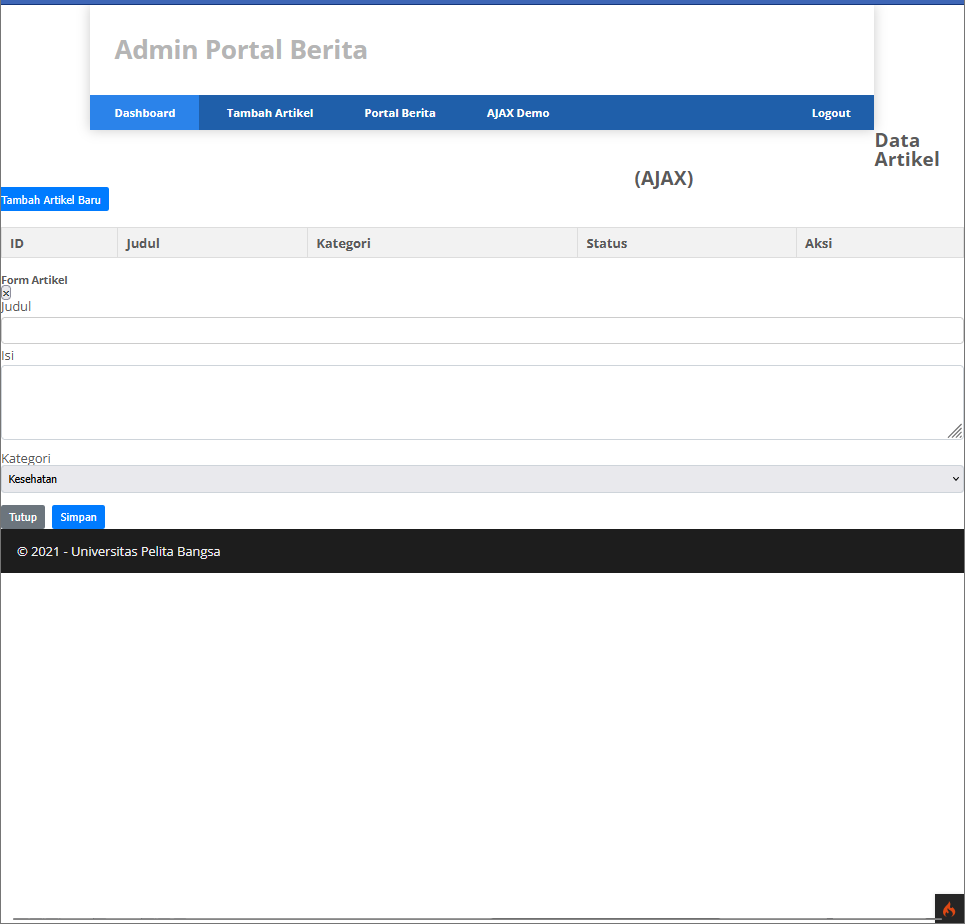 Admin Portal Berita
Dashboard Tambah Artikel Portal Berita AJAX Demo Logout
Data
Artikel
(AJAX)
Tambah Artikel Baru
ID Judul Kategori Status Aksi
Form Artikel
×
Judul
Isi
Kategori
Kesehatan
Tutup Simpan
© 2021 - Universitas Pelita Bangsa